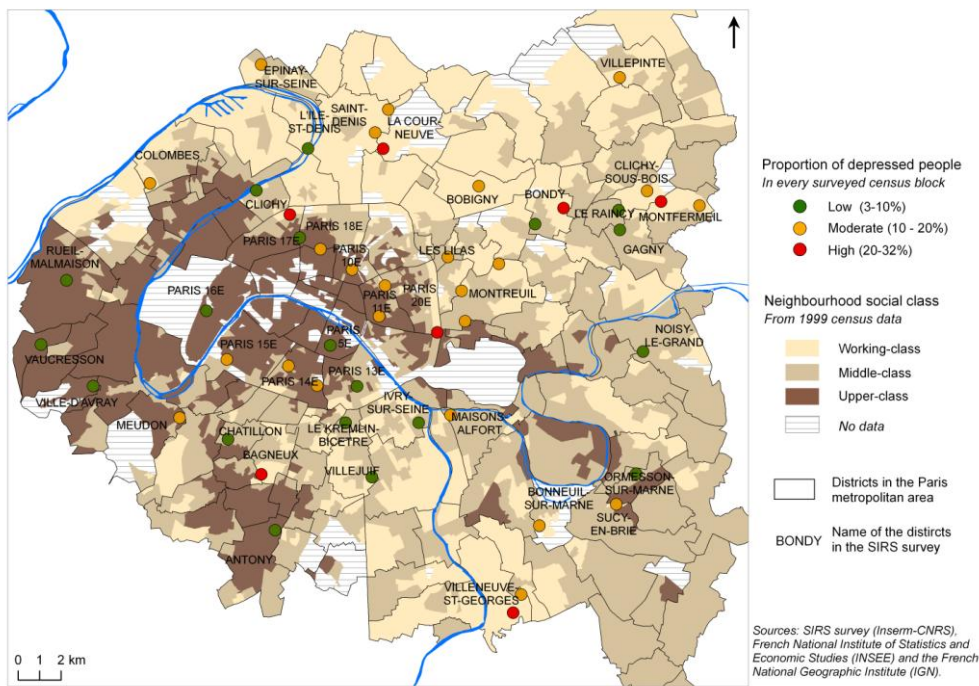 VILLEPINTE
EPINAY-
SUR-SEINE
SAINT-
DENIS
L'ILE-
ST-DENIS
LA COUR-
NEUVE
COLOMBES
CLICHY-
SOUS-BOIS
BOBIGNY
BONDY
CLICHY
LE RAINCY
MONTFERMEIL
PARIS 18E
PARIS 17E
GAGNY
RUEIL-
MALMAISON
PARIS
10E
LES LILAS
PARIS 16E
PARIS
20E
MONTREUIL
PARIS
11E
PARIS
5E
NOISY-
LE-GRAND
VAUCRESSON
PARIS 15E
PARIS 14E
PARIS 13E
VILLE-D'AVRAY
IVRY
SUR-SEINE
MEUDON
MAISONS-
ALFORT
CHATILLON
LE KREMLIN-
BICETRE
BAGNEUX
VILLEJUIF
ORMESSON-
SUR-MARNE
BONNEUIL-
SUR-MARNE
SUCY-
EN-BRIE
ANTONY
VILLENEUVE-
ST-GEORGES
0 1 2 km
Proportion of depressed people
In every surveyed census block
Low (3-10%)
Moderate (10 - 20%)
High (20-32%)
Neighbourhood social class
From 1999 census data
Working-class
Middle-class
Upper-class
No data
Districts in the Paris
metropolitan area
BONDY Name of the distircts
in the SIRS survey
Sources: SIRS survey (Inserm-CNRS),
French National Institute of Statistics and
Economic Studies (INSEE) and the French
National Geographic Institute (IGN).